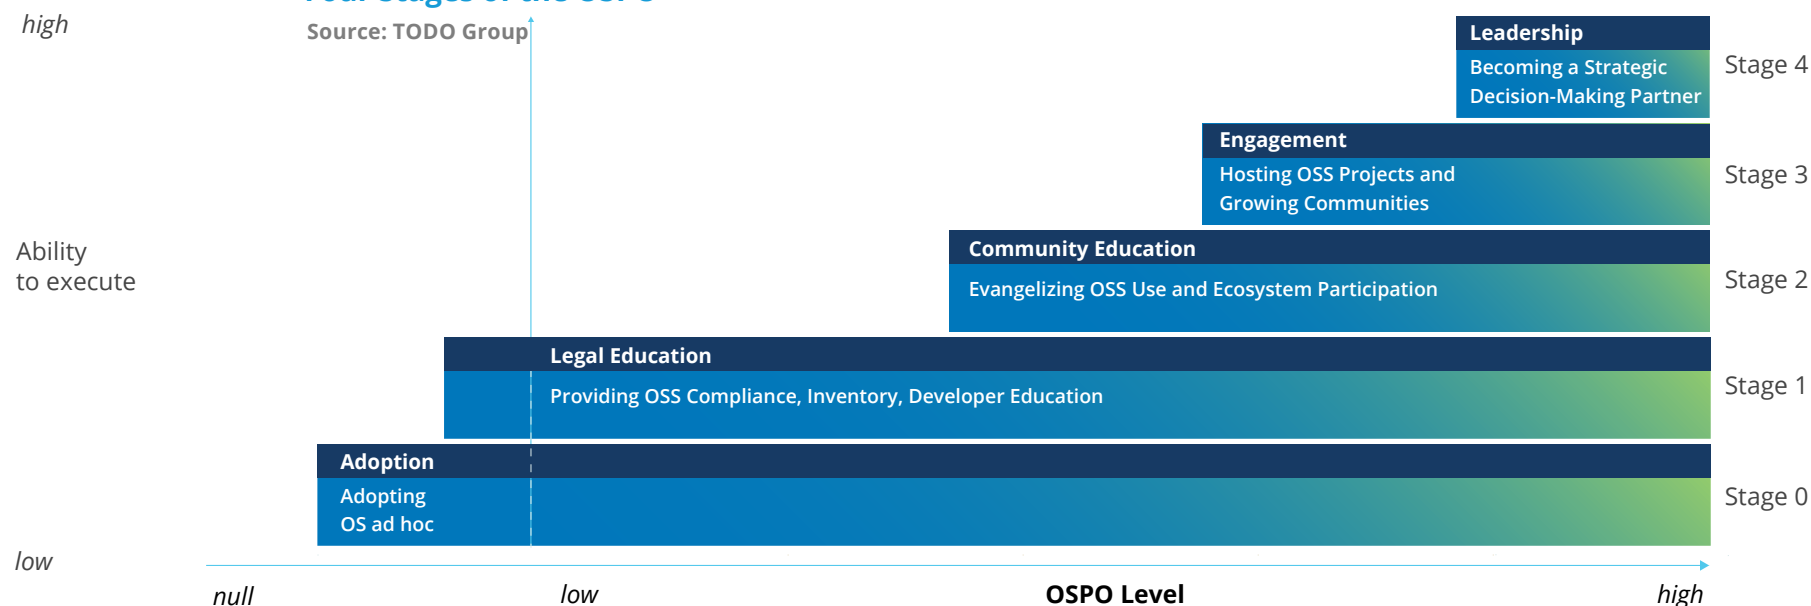 high
Source: TODO Group
Leadership
Becoming a Strategic
Decision-Making Partner
Stage 4
Engagement
Hosting OSS Projects and
Growing Communities
Stage 3
Ability
to execute
Community Education
Evangelizing OSS Use and Ecosystem Participation
Stage 2
Legal Education
Providing OSS Compliance, Inventory, Developer Education
Stage 1
Adoption
Adopting
OS ad hoc
Stage 0
low
null
low
OSPO Level
high